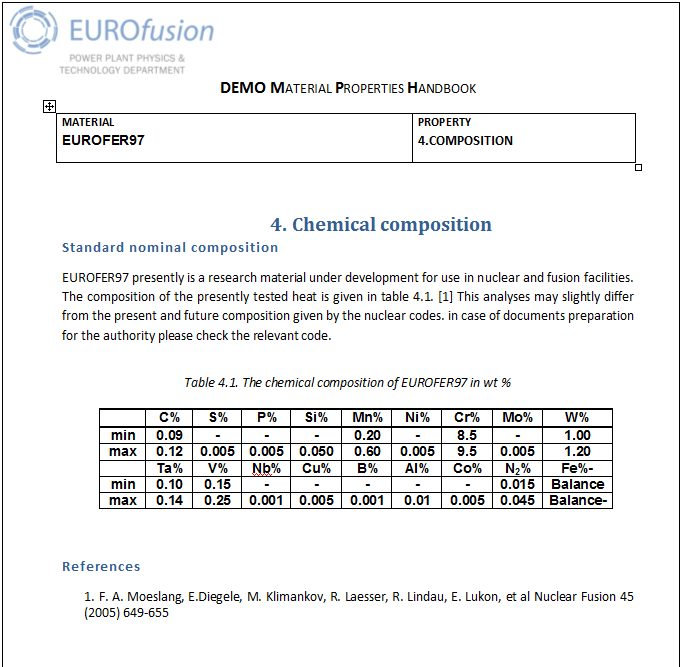 EUROfusion
POWER PLANT PHYSICS &
TECHNOLOGY DEPARTMENT
DEMO MATERIAL PROPERTIES HANDBOOK
MATERIAL PROPERTY
EUROFER97 4.COMPOSITION
4. Chemical composition
Standard nominal composition
EUROFER97 presently is a research material under development for use in nuclear and fusion facilities.
The composition of the presently tested heat is given in table 4.1. [1] This analyses may slightly differ
from the present and future composition given by the nuclear codes. in case of documents preparation
for the authority please check the relevant code.
Table 4.1. The chemical composition of EUROFER97 in wt %
C% S% P% Si% Mn% Ni% Cr% Mo% W%
min 0.09 - - - 0.20 - 8.5 - 1.00
max 0.12 0.005 0.005 0.050 0.60 0.005 9.5 0.005 1.20
Ta% V% Nb% Cu% B% Al% Co% N₂% Fe%-
min 0.10 0.15 - - - - - 0.015 Balance
max 0.14 0.25 0.001 0.005 0.001 0.01 0.005 0.045 Balance-
References
1. F. A. Moeslang, E.Diegele, M. Klimankov, R. Laesser, R. Lindau, E. Lukon, et al Nuclear Fusion 45
(2005) 649-655